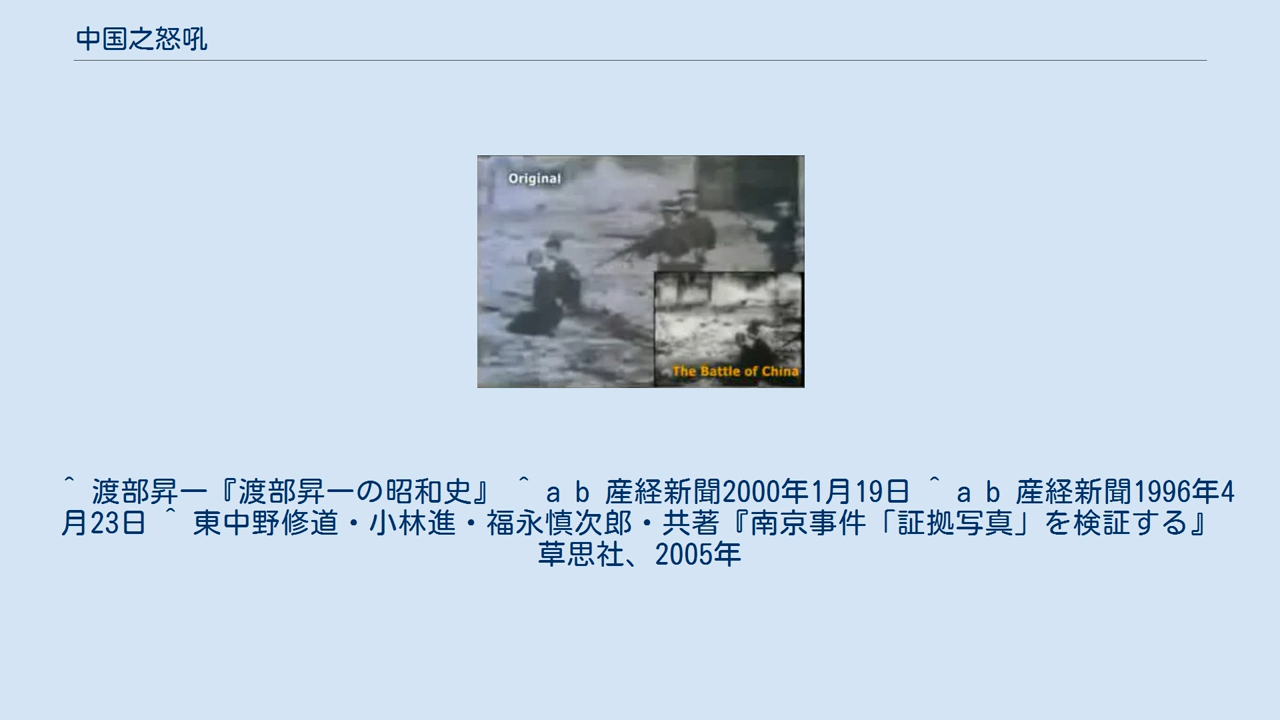 中国之怒吼
Original
The Battle of China
^ 渡部昇一『渡部昇一の昭和史』 ^ a b 産経新聞2000年1月19日 ^ a b 産経新聞1996年4
月23日 ^ 東中野修道・小林進・福永慎次郎・共著『南京事件「証拠写真」を検証する』
草思社、2005年